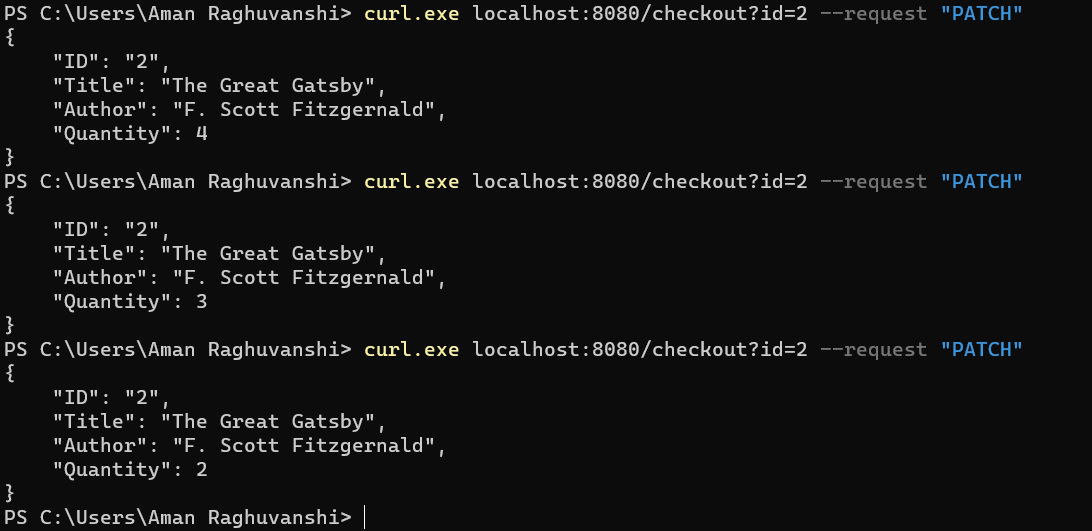 PS C:\Users\Aman Raghuvanshi> curl.exe localhost:8080/checkout?id=2 --request "PATCH"
{
    "ID": "2",
    "Title": "The Great Gatsby",
    "Author": "F. Scott Fitzgernald",
    "Quantity": 4
}
PS C:\Users\Aman Raghuvanshi> curl.exe localhost:8080/checkout?id=2 --request "PATCH"
{
    "ID": "2",
    "Title": "The Great Gatsby",
    "Author": "F. Scott Fitzgernald",
    "Quantity": 3
}
PS C:\Users\Aman Raghuvanshi> curl.exe localhost:8080/checkout?id=2 --request "PATCH"
{
    "ID": "2",
    "Title": "The Great Gatsby",
    "Author": "F. Scott Fitzgernald",
    "Quantity": 2
}
PS C:\Users\Aman Raghuvanshi>